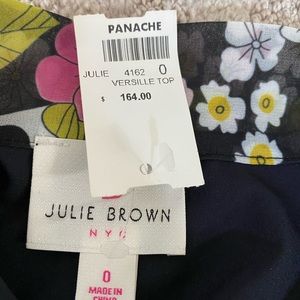 PANACHE
JULIE 4162 0
VERSILLE TOP
$ 164.00
JULIE BROWN
NYC
0
MADE IN
CHINA